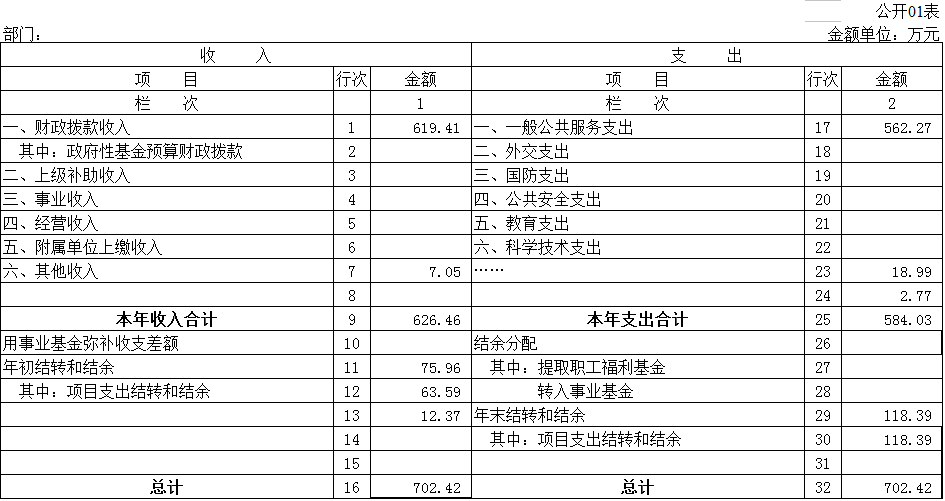 公开01表
部门： 金额单位：万元
收 入 支 出
项 目 行次 金额 项 目 行次 金额
栏 次 1 栏 次 2
一、财政拨款收入 1 619.41 一、一般公共服务支出 17 562.27
其中：政府性基金预算财政拨款 2 二、外交支出 18
二、上级补助收入 3 三、国防支出 19
三、事业收入 4 四、公共安全支出 20
四、经营收入 5 五、教育支出 21
五、附属单位上缴收入 6 六、科学技术支出 22
六、其他收入 7 7.05 …… 23 18.99
8 24 2.77
本年收入合计 9 626.46 本年支出合计 25 584.03
用事业基金弥补收支差额 10 结余分配 26
年初结转和结余 11 75.96 其中：提取职工福利基金 27
其中：项目支出结转和结余 12 63.59 转入事业基金 28
13 12.37 年末结转和结余 29 118.39
14 其中：项目支出结转和结余 30 118.39
15 31
总计 16 702.42 总计 32 702.42